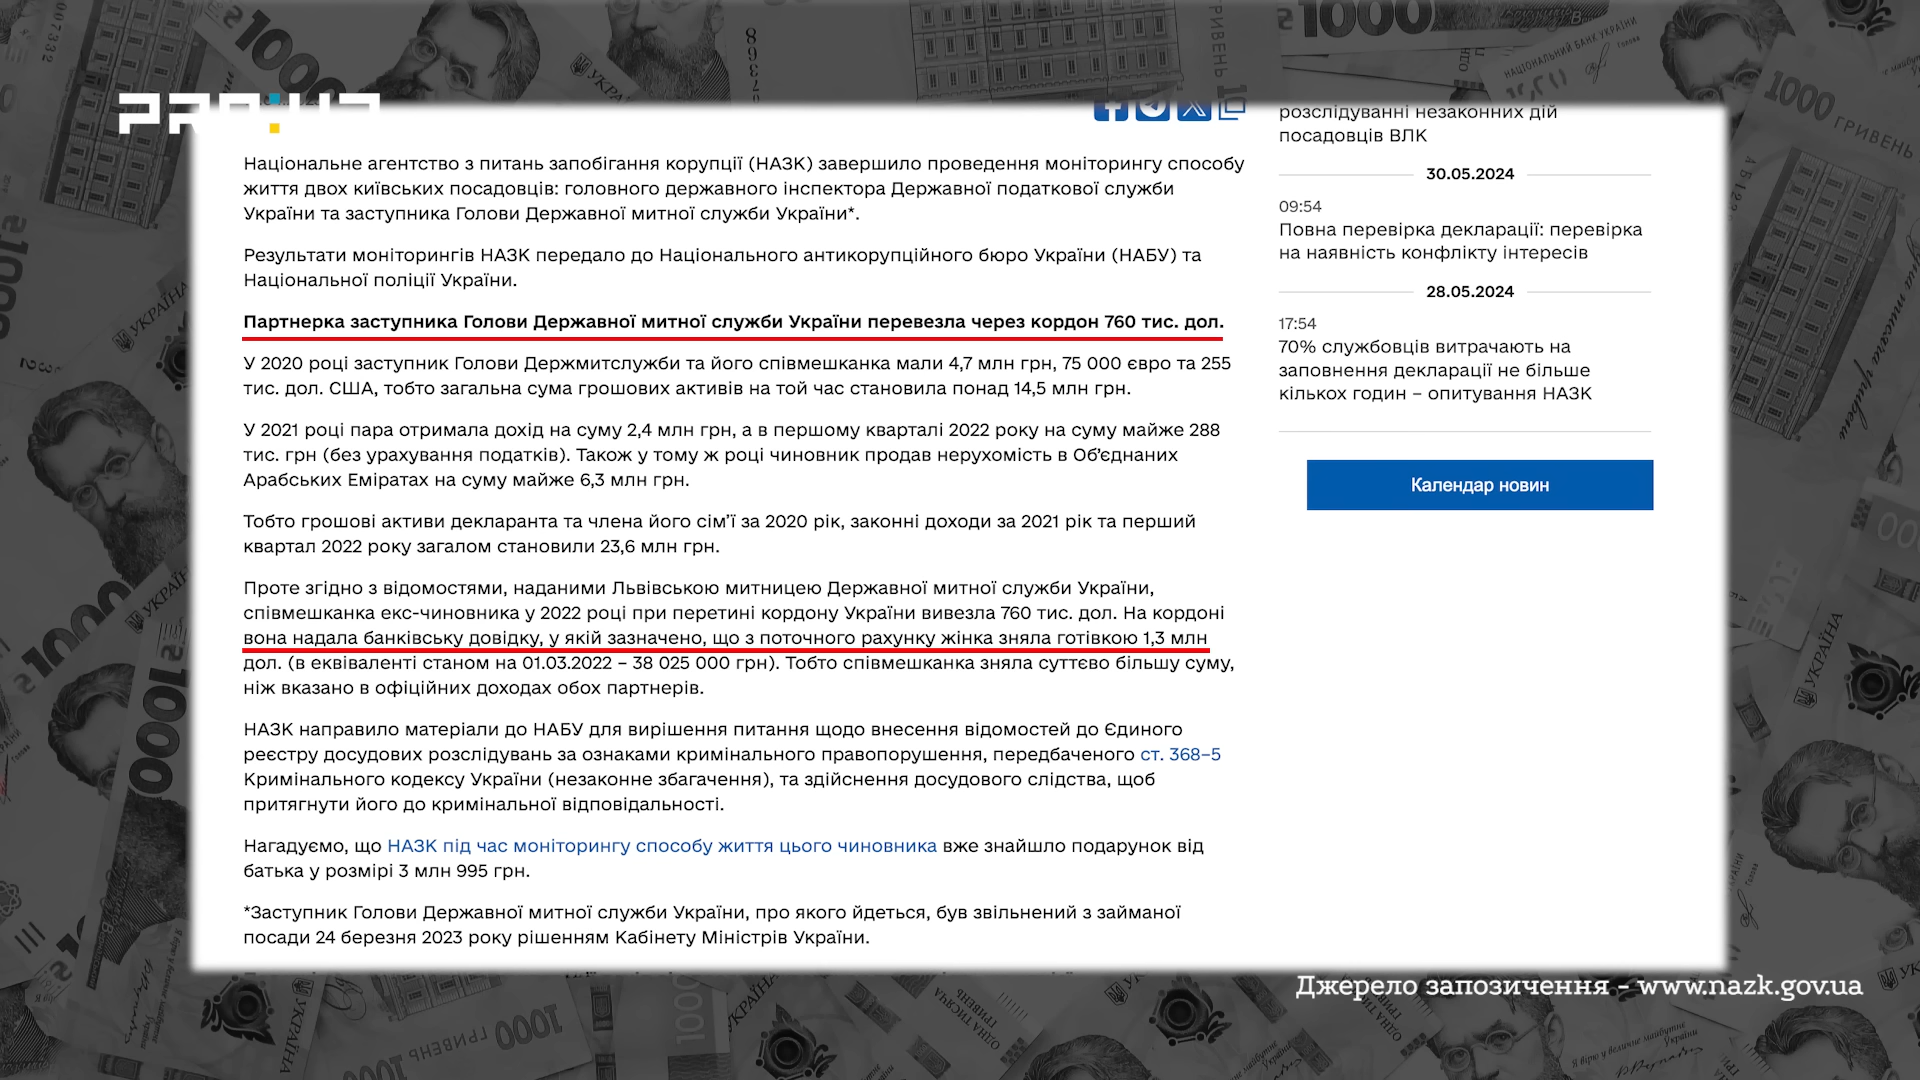 PRO:UA
Національне агентство з питань запобігання корупції (НАЗК) завершило проведення моніторингу способу
життя двох київських посадовців: головного державного інспектора Державної податкової служби
України та заступника Голови Державної митної служби України*.
Результати моніторингів НАЗК передало до Національного антикорупційного бюро України (НАБУ) та
Національної поліції України.
Партнерка заступника Голови Державної митної служби України перевезла через кордон 760 тис. дол.
У 2020 році заступник Голови Держмитслужби та його співмешканка мали 4,7 млн грн, 75 000 євро та 255
тис. дол. США, тобто загальна сума грошових активів на той час становила понад 14,5 млн грн.
У 2021 році пара отримала дохід на суму 2,4 млн грн, а в першому кварталі 2022 року на суму майже 288
тис. грн (без урахування податків). Також у тому ж році чиновник продав нерухомість в Об’єднаних
Арабських Еміратах на суму майже 6,3 млн грн.
Тобто грошові активи декларанта та члена його сім’ї за 2020 рік, законні доходи за 2021 рік та перший
квартал 2022 року загалом становили 23,6 млн грн.
Проте згідно з відомостями, наданими Львівською митницею Державної митної служби України,
співмешканка екс-чиновника у 2022 році при перетині кордону України вивезла 760 тис. дол. На кордоні
вона надала банківську довідку, у якій зазначено, що з поточного рахунку жінка зняла готівкою 1,3 млн
дол. (в еквіваленті станом на 01.03.2022 – 38 025 000 грн). Тобто співмешканка зняла суттєво більшу суму,
ніж вказано в офіційних доходах обох партнерів.
НАЗК направило матеріали до НАБУ для вирішення питання щодо внесення відомостей до Єдиного
реєстру досудових розслідувань за ознаками кримінального правопорушення, передбаченого ст. 368–5
Кримінального кодексу України (незаконне збагачення), та здійснення досудового слідства, щоб
притягнути його до кримінальної відповідальності.
Нагадуємо, що НАЗК під час моніторингу способу життя цього чиновника вже знайшло подарунок від
батька у розмірі 3 млн 995 грн.
*Заступник Голови Державної митної служби України, про якого йдеться, був звільнений з займаної
посади 24 березня 2023 року рішенням Кабінету Міністрів України.
розслідуванні незаконних дій
посадовців ВЛК
30.05.2024
09:54
Повна перевірка декларації: перевірка
на наявність конфлікту інтересів
28.05.2024
17:54
70% службовців витрачають на
заповнення декларації не більше
кількох годин – опитування НАЗК
Календар новин
Джерело запозичення – www.nazk.gov.ua